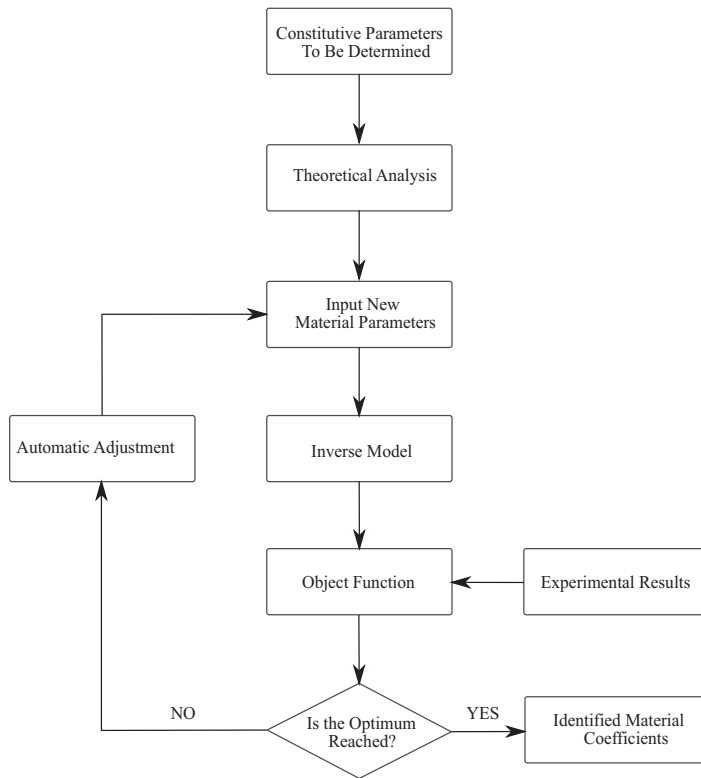 Constitutive Parameters
To Be Determined
Theoretical Analysis
Input New
Material Parameters
Automatic Adjustment
Inverse Model
Object Function
Experimental Results
NO
Is the Optimum
Reached?
YES
Identified Material
Coefficients